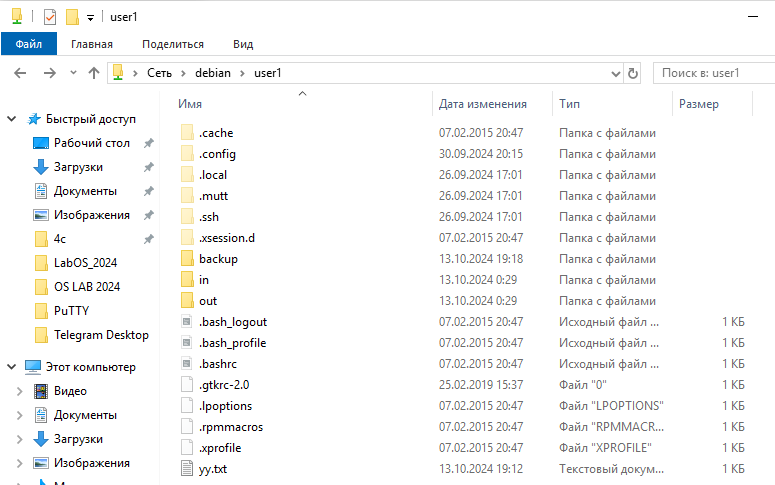 user1
Файл Главная Поделиться Вид
Сеть debian user1 Поиск в: user1
Имя Дата изменения Тип Размер
Быстрый доступ
Рабочий стол
Загрузки
Документы
Изображения
4c
LabOS_2024
OS LAB 2024
PuTTY
Telegram Desktop
Этот компьютер
Видео
Документы
Загрузки
Изображения
.cache 07.02.2015 20:47 Папка с файлами
.config 30.09.2024 20:15 Папка с файлами
.local 26.09.2024 17:01 Папка с файлами
.mutt 26.09.2024 17:01 Папка с файлами
.ssh 26.09.2024 17:01 Папка с файлами
.xsession.d 07.02.2015 20:47 Папка с файлами
backup 13.10.2024 19:18 Папка с файлами
in 13.10.2024 0:29 Папка с файлами
out 13.10.2024 0:29 Папка с файлами
.bash_logout 07.02.2015 20:47 Исходный файл ... 1 КБ
.bash_profile 07.02.2015 20:47 Исходный файл ... 1 КБ
.bashrc 07.02.2015 20:47 Исходный файл ... 1 КБ
.gtkrc-2.0 25.02.2019 15:37 Файл "0" 1 КБ
.lpoptions 07.02.2015 20:47 Файл "LPOPTIONS" 1 КБ
.rpmmacros 07.02.2015 20:47 Файл "RPMMACR... 1 КБ
.xprofile 07.02.2015 20:47 Файл "XPROFILE" 1 КБ
yy.txt 13.10.2024 19:12 Текстовый докум... 1 КБ